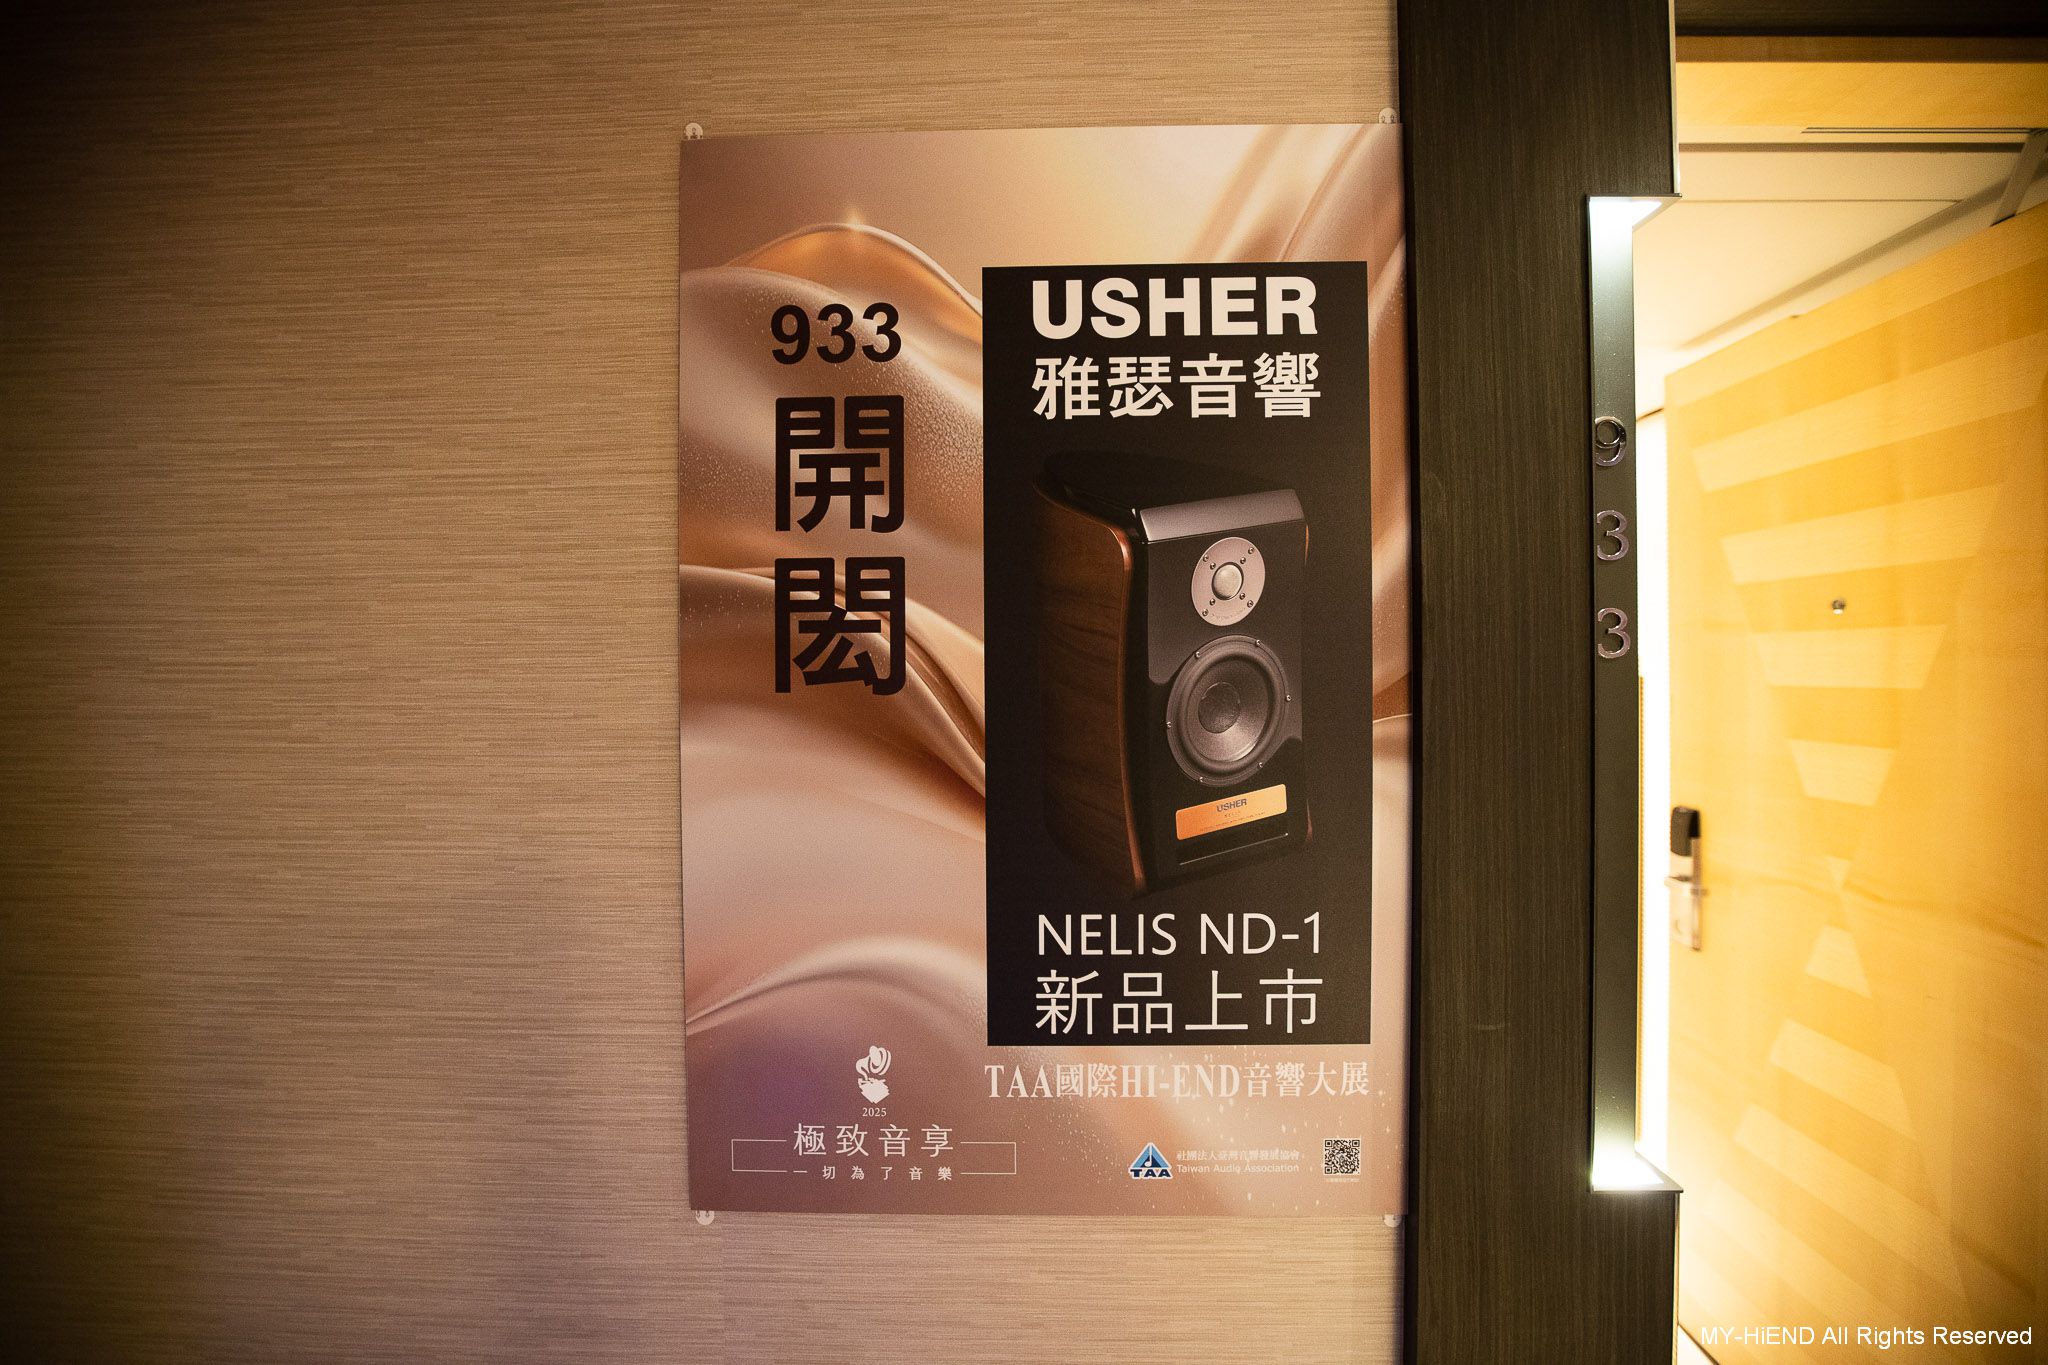 933
開
閎
USHER
雅瑟音響
USHER
NELIS ND-1
新品上市
TAA國際HI-END音響大展
2025
極致音享
一切為了音樂
TAA
社團法人臺灣音響發展協會
Taiwan Audio Association
9
3
3
MY-HiEND All Rights Reserved